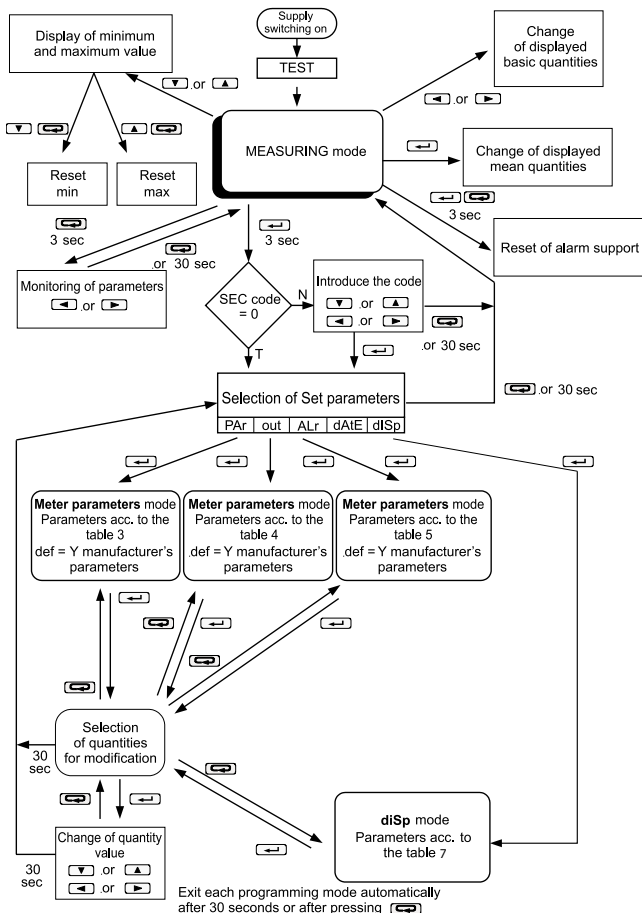 Supply
switching on
TEST
Display of minimum
and maximum value
.or
Change
of displayed
basic quantities
.or
MEASURING mode
Change of displayed
mean quantities
Reset
min
Reset
max
3 sec
3 sec
Reset of alarm support
3 sec
.or 30 sec
Monitoring of parameters
.or
SEC code
= 0
N
T
Introduce the code
.or
.or
.or 30 sec
.or 30 sec
Selection of Set parameters
PAr out ALr dAtE dISp
Meter parameters mode
Parameters acc. to the
table 3
.def = Y manufacturer's
parameters
Meter parameters mode
Parameters acc. to the
table 4
.def = Y manufacturer's
parameters
Meter parameters mode
Parameters acc. to the
table 5
.def = Y manufacturer's
parameters
Selection
of quantities
for modification
30
sec
Change of quantity
value
.or
.or
30
sec
diSp mode
Parameters acc. to
the table 7
Exit each programming mode automatically
after 30 seconds or after pressing